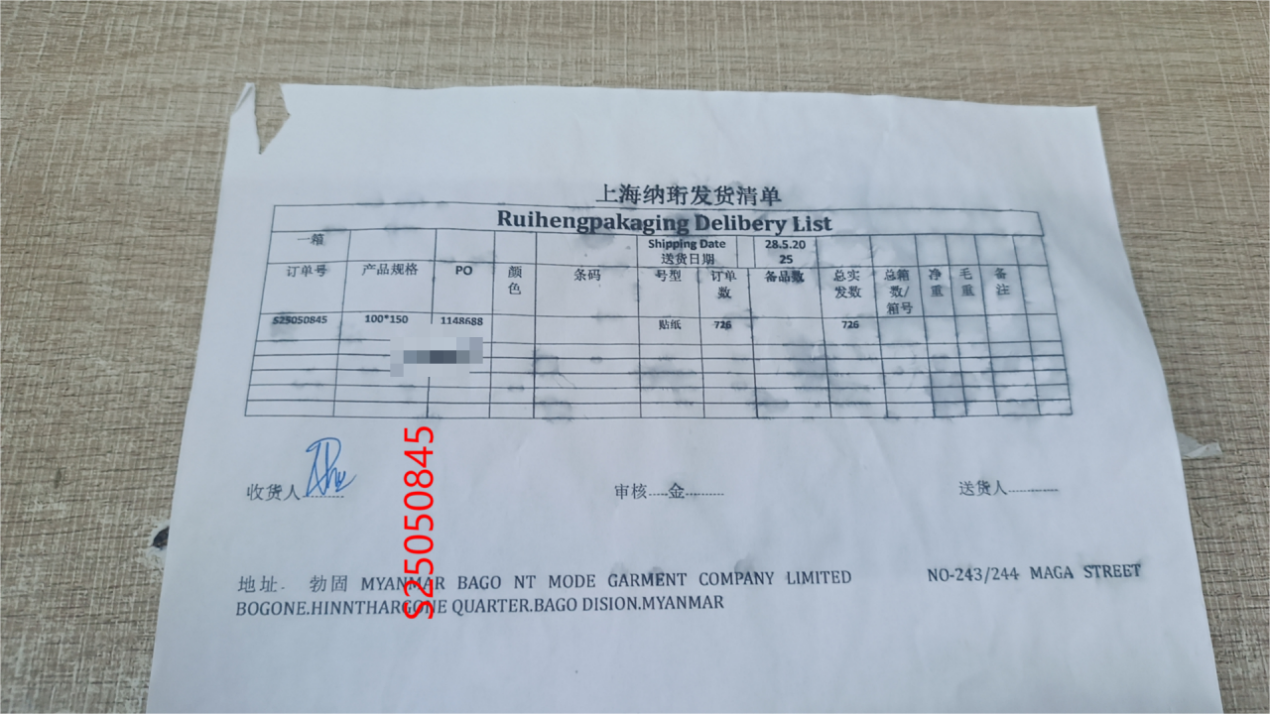 上海纳珩发货清单
Ruihengpakaging Delibery List
一箱 Shipping Date 送货日期 28.5.2025
订单号 产品规格 PO 颜色 条码 号型 订单数 备品数 总实发数 总箱数/箱号 净重 毛重 备注
S25050845 100*150 1148688 贴纸 726 726
S25050845
收货人 审核......金.......... 送货人..............
地址. 勃固 MYANMAR BAGO NT MODE GARMENT COMPANY LIMITED NO-243/244 MAGA STREET
BOGONE.HINNTHARGONE QUARTER.BAGO DISION.MYANMAR